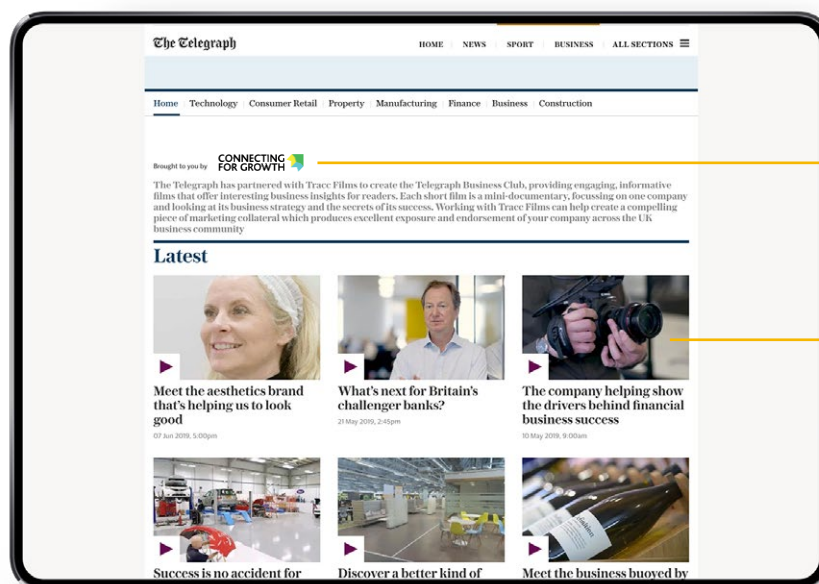 The Telegraph
HOME NEWS SPORT BUSINESS ALL SECTIONS
Home Technology Consumer Retail Property Manufacturing Finance Business Construction
Brought to you by CONNECTING FOR GROWTH
The Telegraph has partnered with Tracc Films to create the Telegraph Business Club, providing engaging, informative
films that offer interesting business insights for readers. Each short film is a mini-documentary, focussing on one company
and looking at its business strategy and the secrets of its success. Working with Tracc Films can help create a compelling
piece of marketing collateral which produces excellent exposure and endorsement of your company across the UK
business community
Latest
Meet the aesthetics brand
that's helping us to look
good
07 Jun 2019, 5:00pm
What's next for Britain's
challenger banks?
21 May 2019, 2:45pm
The company helping show
the drivers behind financial
business success
10 May 2019, 9:00am
Success is no accident for
Discover a better kind of
Meet the business buoyed by